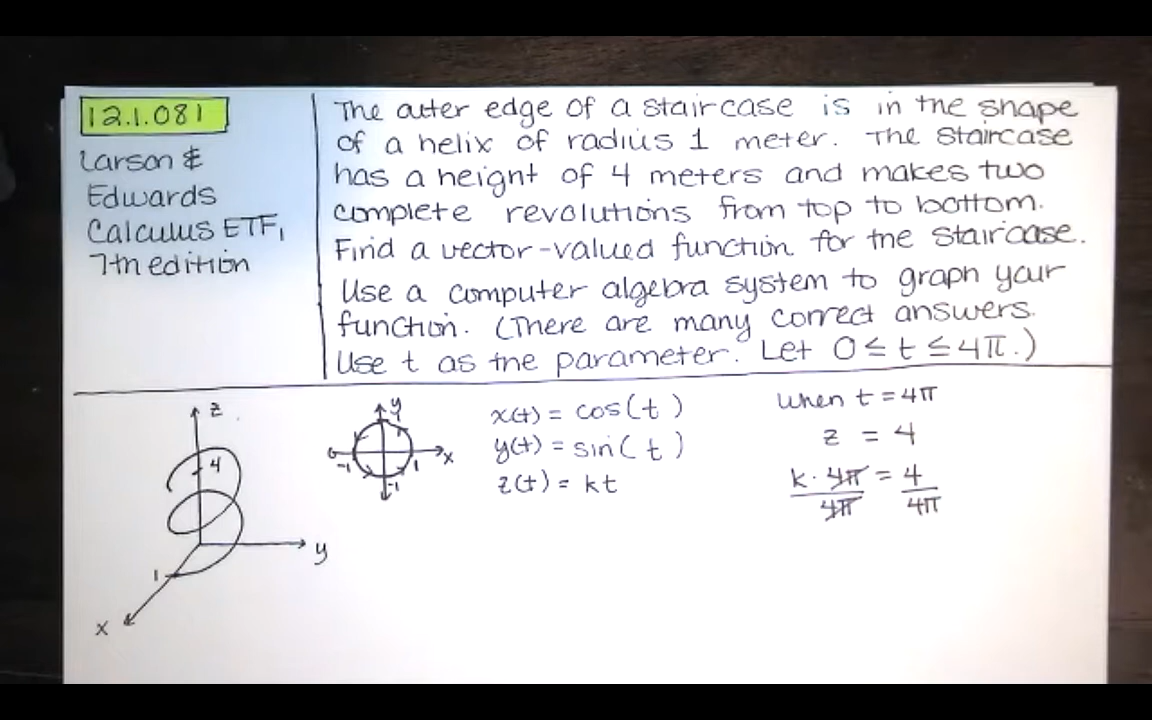 12.1.081
Larson &
Edwards
Calculus ETF,
7th edition
The outer edge of a staircase is in the shape
of a helix of radius 1 meter. The staircase
has a height of 4 meters and makes two
complete revolutions from top to bottom.
Find a vector-valued function for the staircase.
Use a computer algebra system to graph your
function. (There are many correct answers.
Use t as the parameter. Let 0 ≤ t ≤ 4π.)
z
4
y
1
x
y
x
-1
1
-1
x(t) = cos(t)
y(t) = sin(t)
z(t) = kt
When t = 4π
z = 4
k · 4π = 4
4π 4π